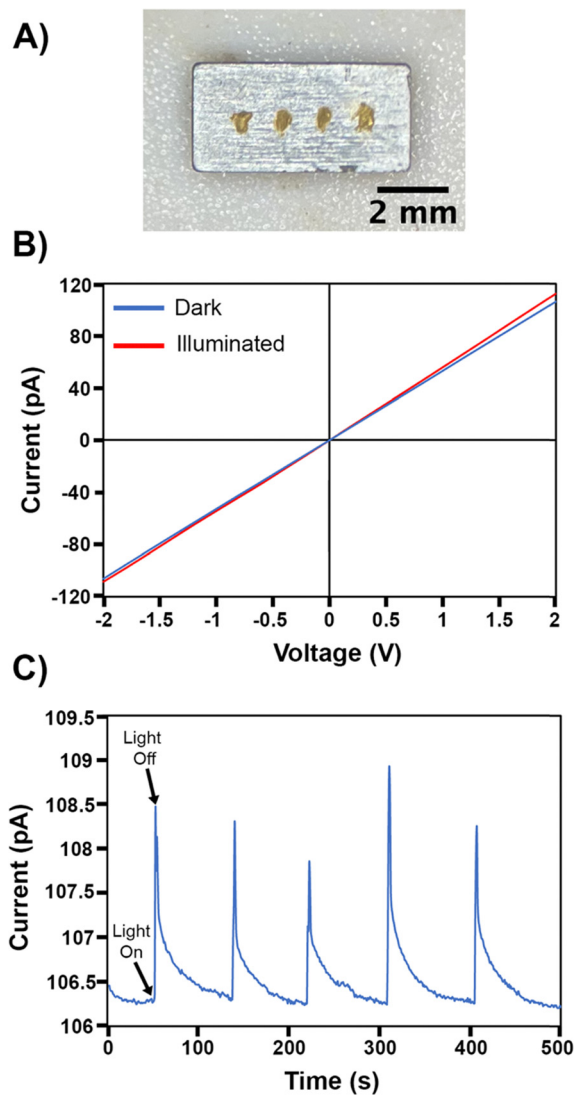 A)
2 mm
B)
120
80
40
0
-40
-80
-120
Current (pA)
Dark
Illuminated
-2
-1.5
-1
-0.5
0
0.5
1
1.5
2
Voltage (V)
C)
109.5
109
108.5
108
107.5
107
106.5
106
Current (pA)
Light
Off
Light
On
0
100
200
300
400
500
Time (s)